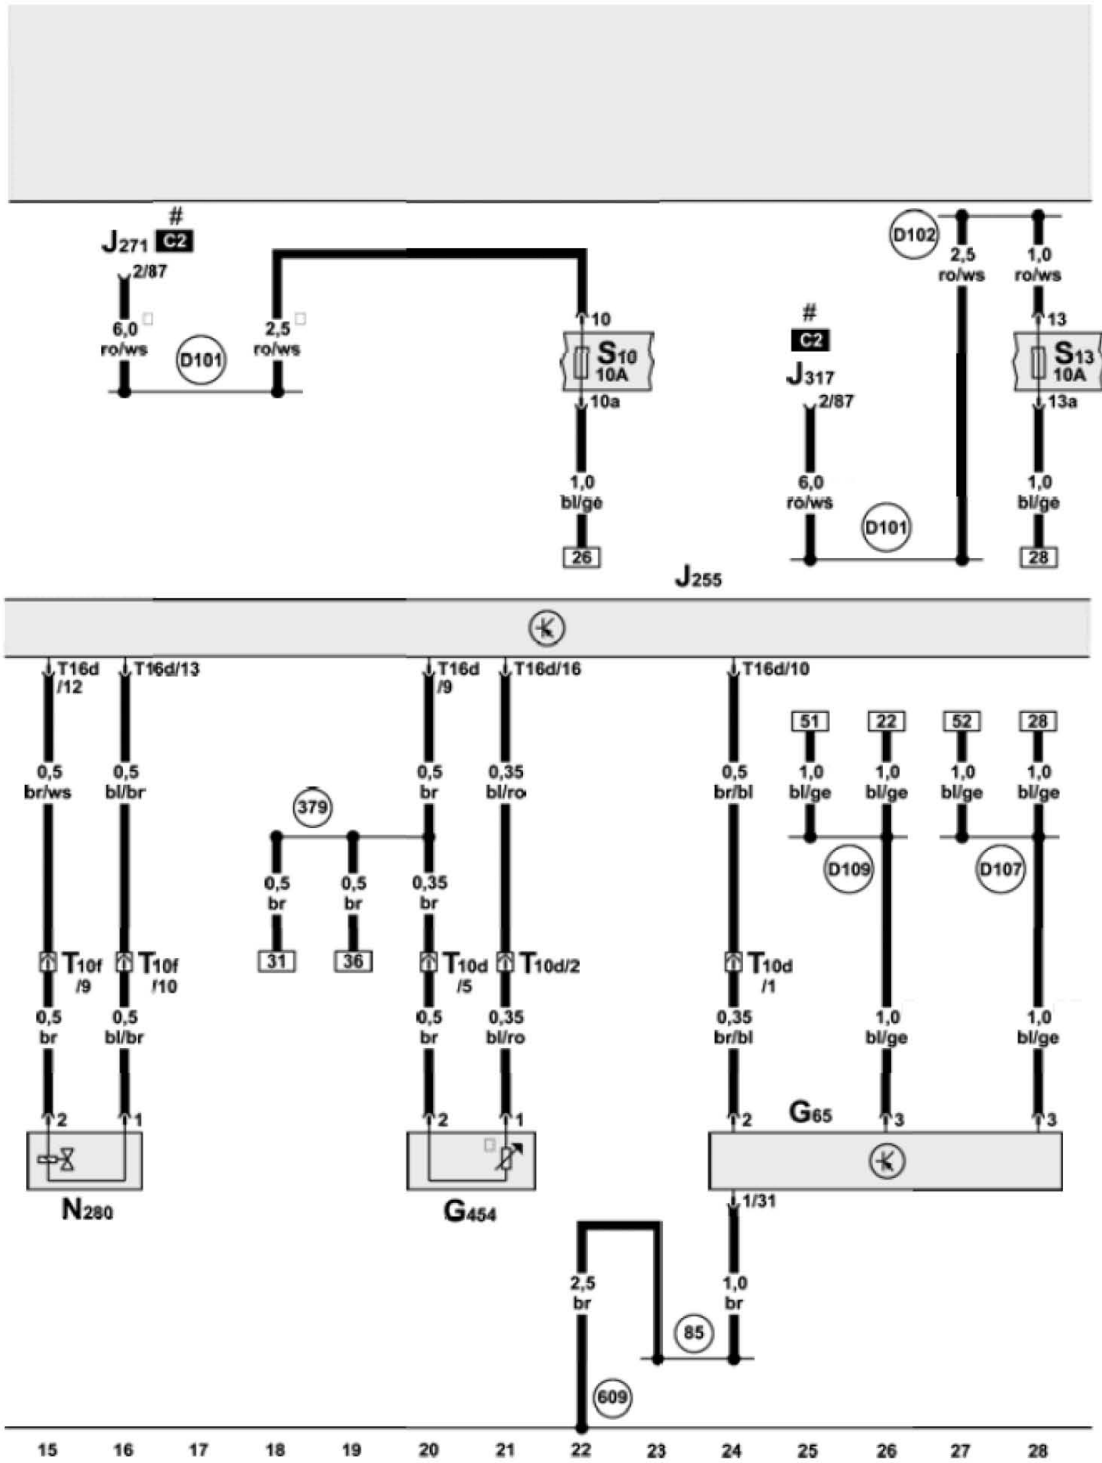 #
J271 C2
2/87
6,0
ro/ws
D101
2,5
ro/ws
10
S10
10A
10a
1,0
bl/ge
26
D102
2,5
ro/ws
1,0
ro/ws
#
C2
J317
2/87
6,0
ro/ws
D101
13
S13
10A
13a
1,0
bl/ge
28
J255
T16d
/12
T16d/13
T16d
/9
T16d/16
T16d/10
51
22
52
28
0,5
br/ws
0,5
bl/br
0,5
br
0,35
bl/ro
0,5
br/bl
1,0
bl/ge
1,0
bl/ge
1,0
bl/ge
1,0
bl/ge
379
D109
D107
0,5
br
0,5
br
0,35
br
31
36
T10f
/9
T10f
/10
T10d
/5
T10d/2
T10d
/1
0,5
br
0,5
bl/br
0,5
br
0,35
bl/ro
0,35
br/bl
1,0
bl/ge
1,0
bl/ge
2
1
2
1
G65
2
3
3
N280
G454
1/31
2,5
br
1,0
br
85
609
15 16 17 18 19 20 21 22 23 24 25 26 27 28